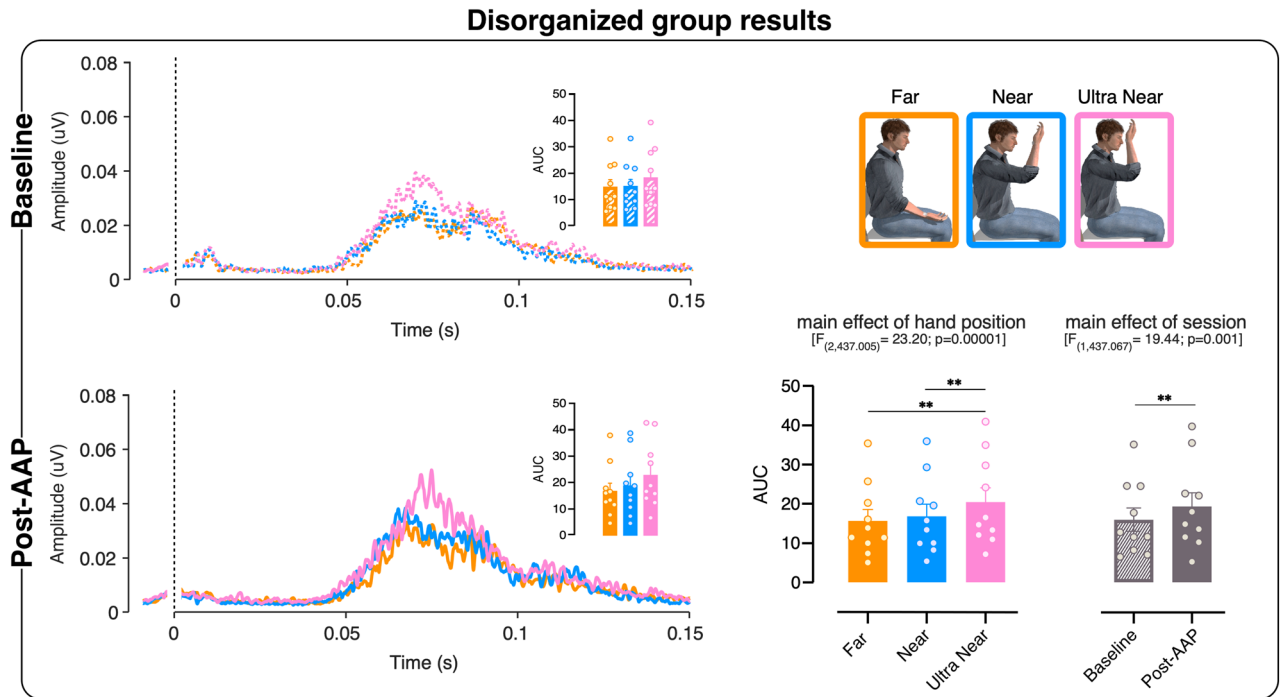 Disorganized group results
Baseline
Amplitude (uV)
0.08
0.06
0.04
0.02
0
0
0.05
0.1
0.15
Time (s)
AUC
50
40
30
20
10
0
Far
Near
Ultra Near
main effect of hand position
[F(2,437.005)= 23.20; p=0.00001]
main effect of session
[F(1,437.067)= 19.44; p=0.001]
Post-AAP
Amplitude (uV)
0.08
0.06
0.04
0.02
0
0
0.05
0.1
0.15
Time (s)
AUC
50
40
30
20
10
0
AUC
50
40
30
20
10
0
**
**
**
Far
Near
Ultra Near
Baseline
Post-AAP